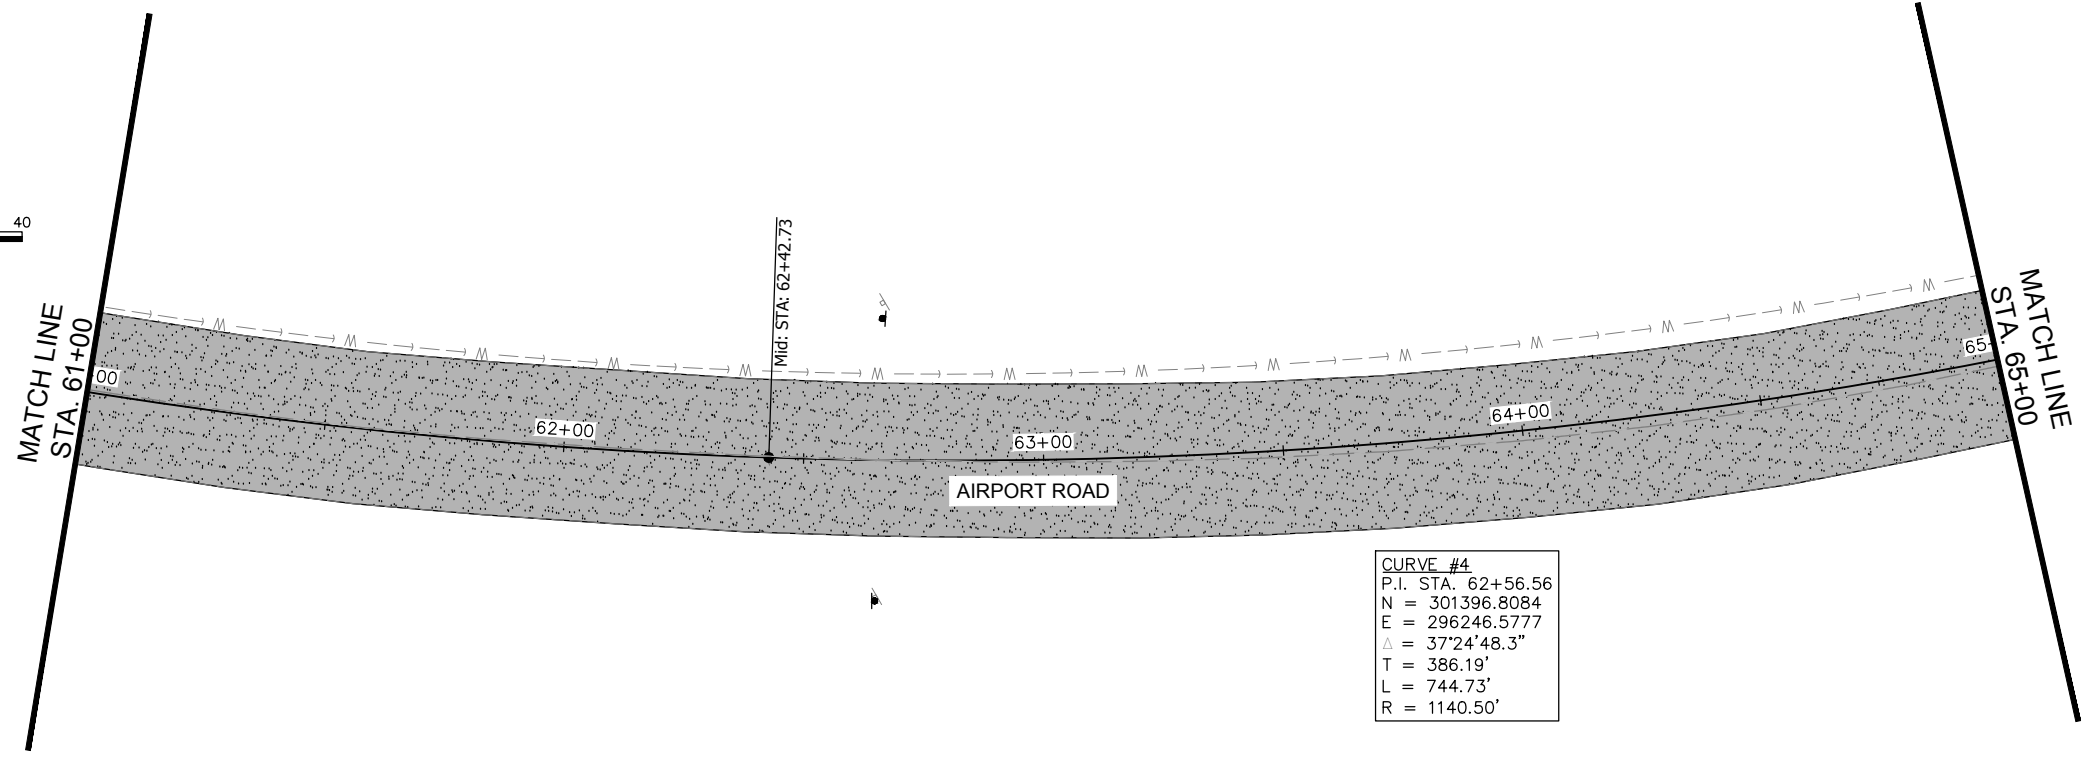 40
MATCH LINE
STA. 61+00
00
62+00
Mid: STA: 62+42.73
63+00
AIRPORT ROAD
64+00
65+
MATCH LINE
STA. 65+00
CURVE #4
P.I. STA. 62+56.56
N = 301396.8084
E = 296246.5777
Δ = 37°24'48.3"
T = 386.19'
L = 744.73'
R = 1140.50'